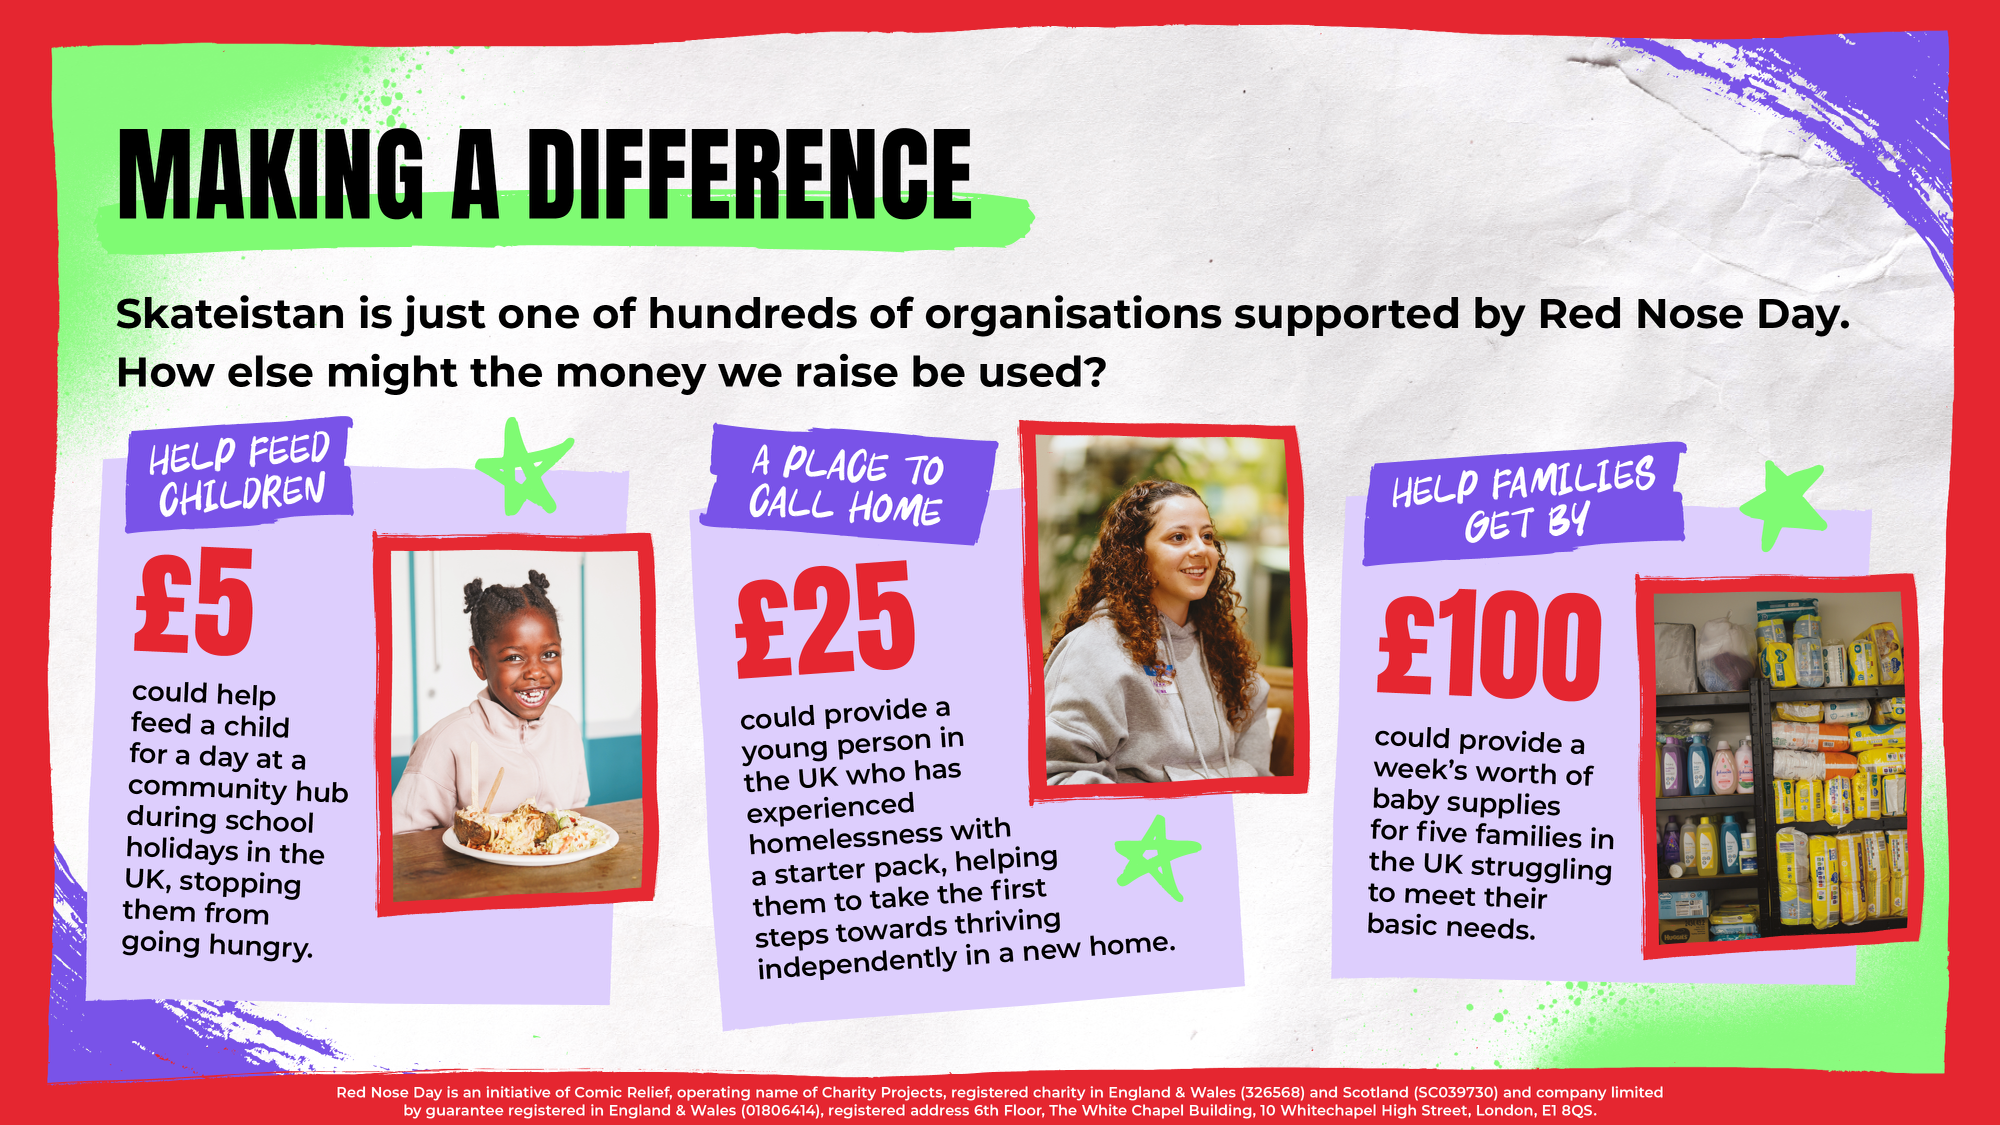 MAKING A DIFFERENCE
Skateistan is just one of hundreds of organisations supported by Red Nose Day.
How else might the money we raise be used?
HELP FEED
CHILDREN
£5
could help
feed a child
for a day at a
community hub
during school
holidays in the
UK, stopping
them from
going hungry.
A PLACE TO
CALL HOME
£25
could provide a
young person in
the UK who has
experienced
homelessness with
a starter pack, helping
them to take the first
steps towards thriving
independently in a new home.
HELP FAMILIES
GET BY
£100
could provide a
week's worth of
baby supplies
for five families in
the UK struggling
to meet their
basic needs.
Red Nose Day is an initiative of Comic Relief, operating name of Charity Projects, registered charity in England & Wales (326568) and Scotland (SC039730) and company limited
by guarantee registered in England & Wales (01806414), registered address 6th Floor, The White Chapel Building, 10 Whitechapel High Street, London, E1 8QS.